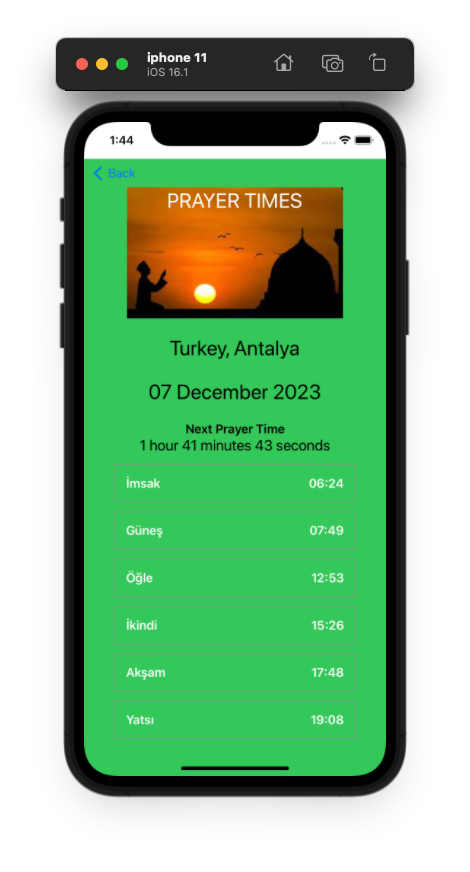 iphone 11
iOS 16.1
1:44
Back
PRAYER TIMES
Turkey, Antalya
07 December 2023
Next Prayer Time
1 hour 41 minutes 43 seconds
İmsak 06:24
Güneş 07:49
Öğle 12:53
İkindi 15:26
Akşam 17:48
Yatsı 19:08